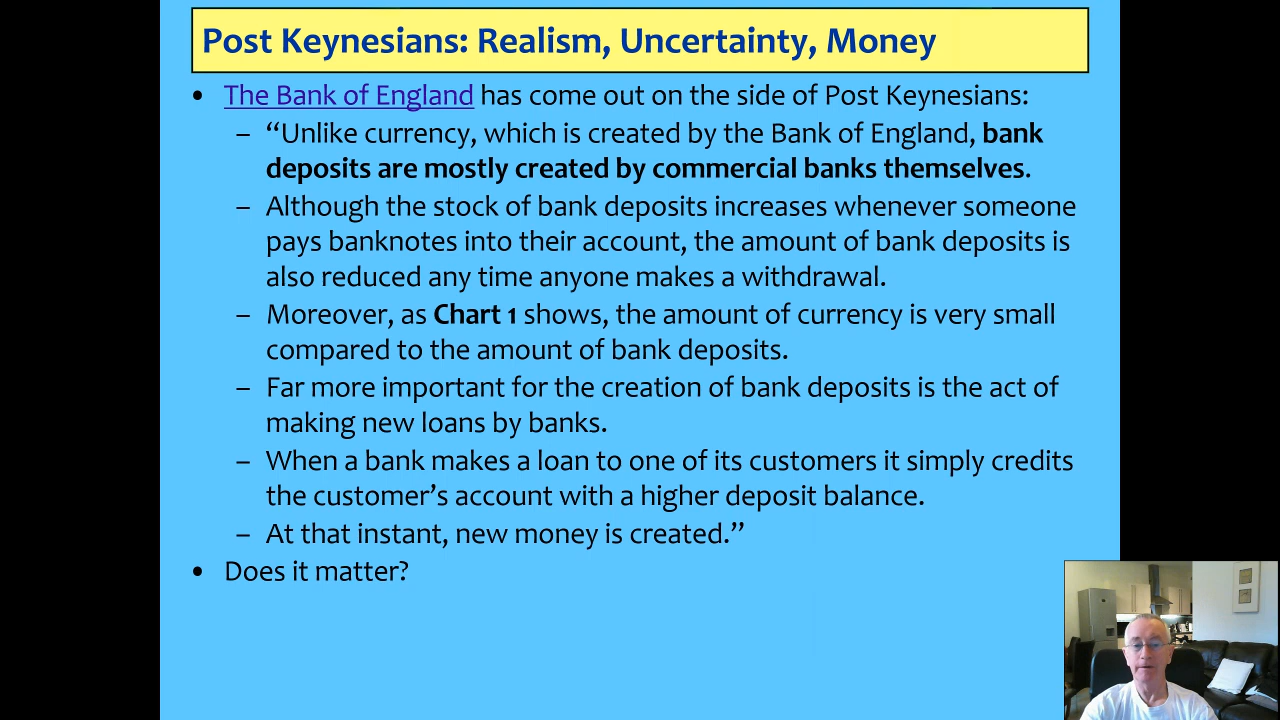 Post Keynesians: Realism, Uncertainty, Money
• The Bank of England has come out on the side of Post Keynesians:
– “Unlike currency, which is created by the Bank of England, bank
deposits are mostly created by commercial banks themselves.
– Although the stock of bank deposits increases whenever someone
pays banknotes into their account, the amount of bank deposits is
also reduced any time anyone makes a withdrawal.
– Moreover, as Chart 1 shows, the amount of currency is very small
compared to the amount of bank deposits.
– Far more important for the creation of bank deposits is the act of
making new loans by banks.
– When a bank makes a loan to one of its customers it simply credits
the customer’s account with a higher deposit balance.
– At that instant, new money is created.”
• Does it matter?